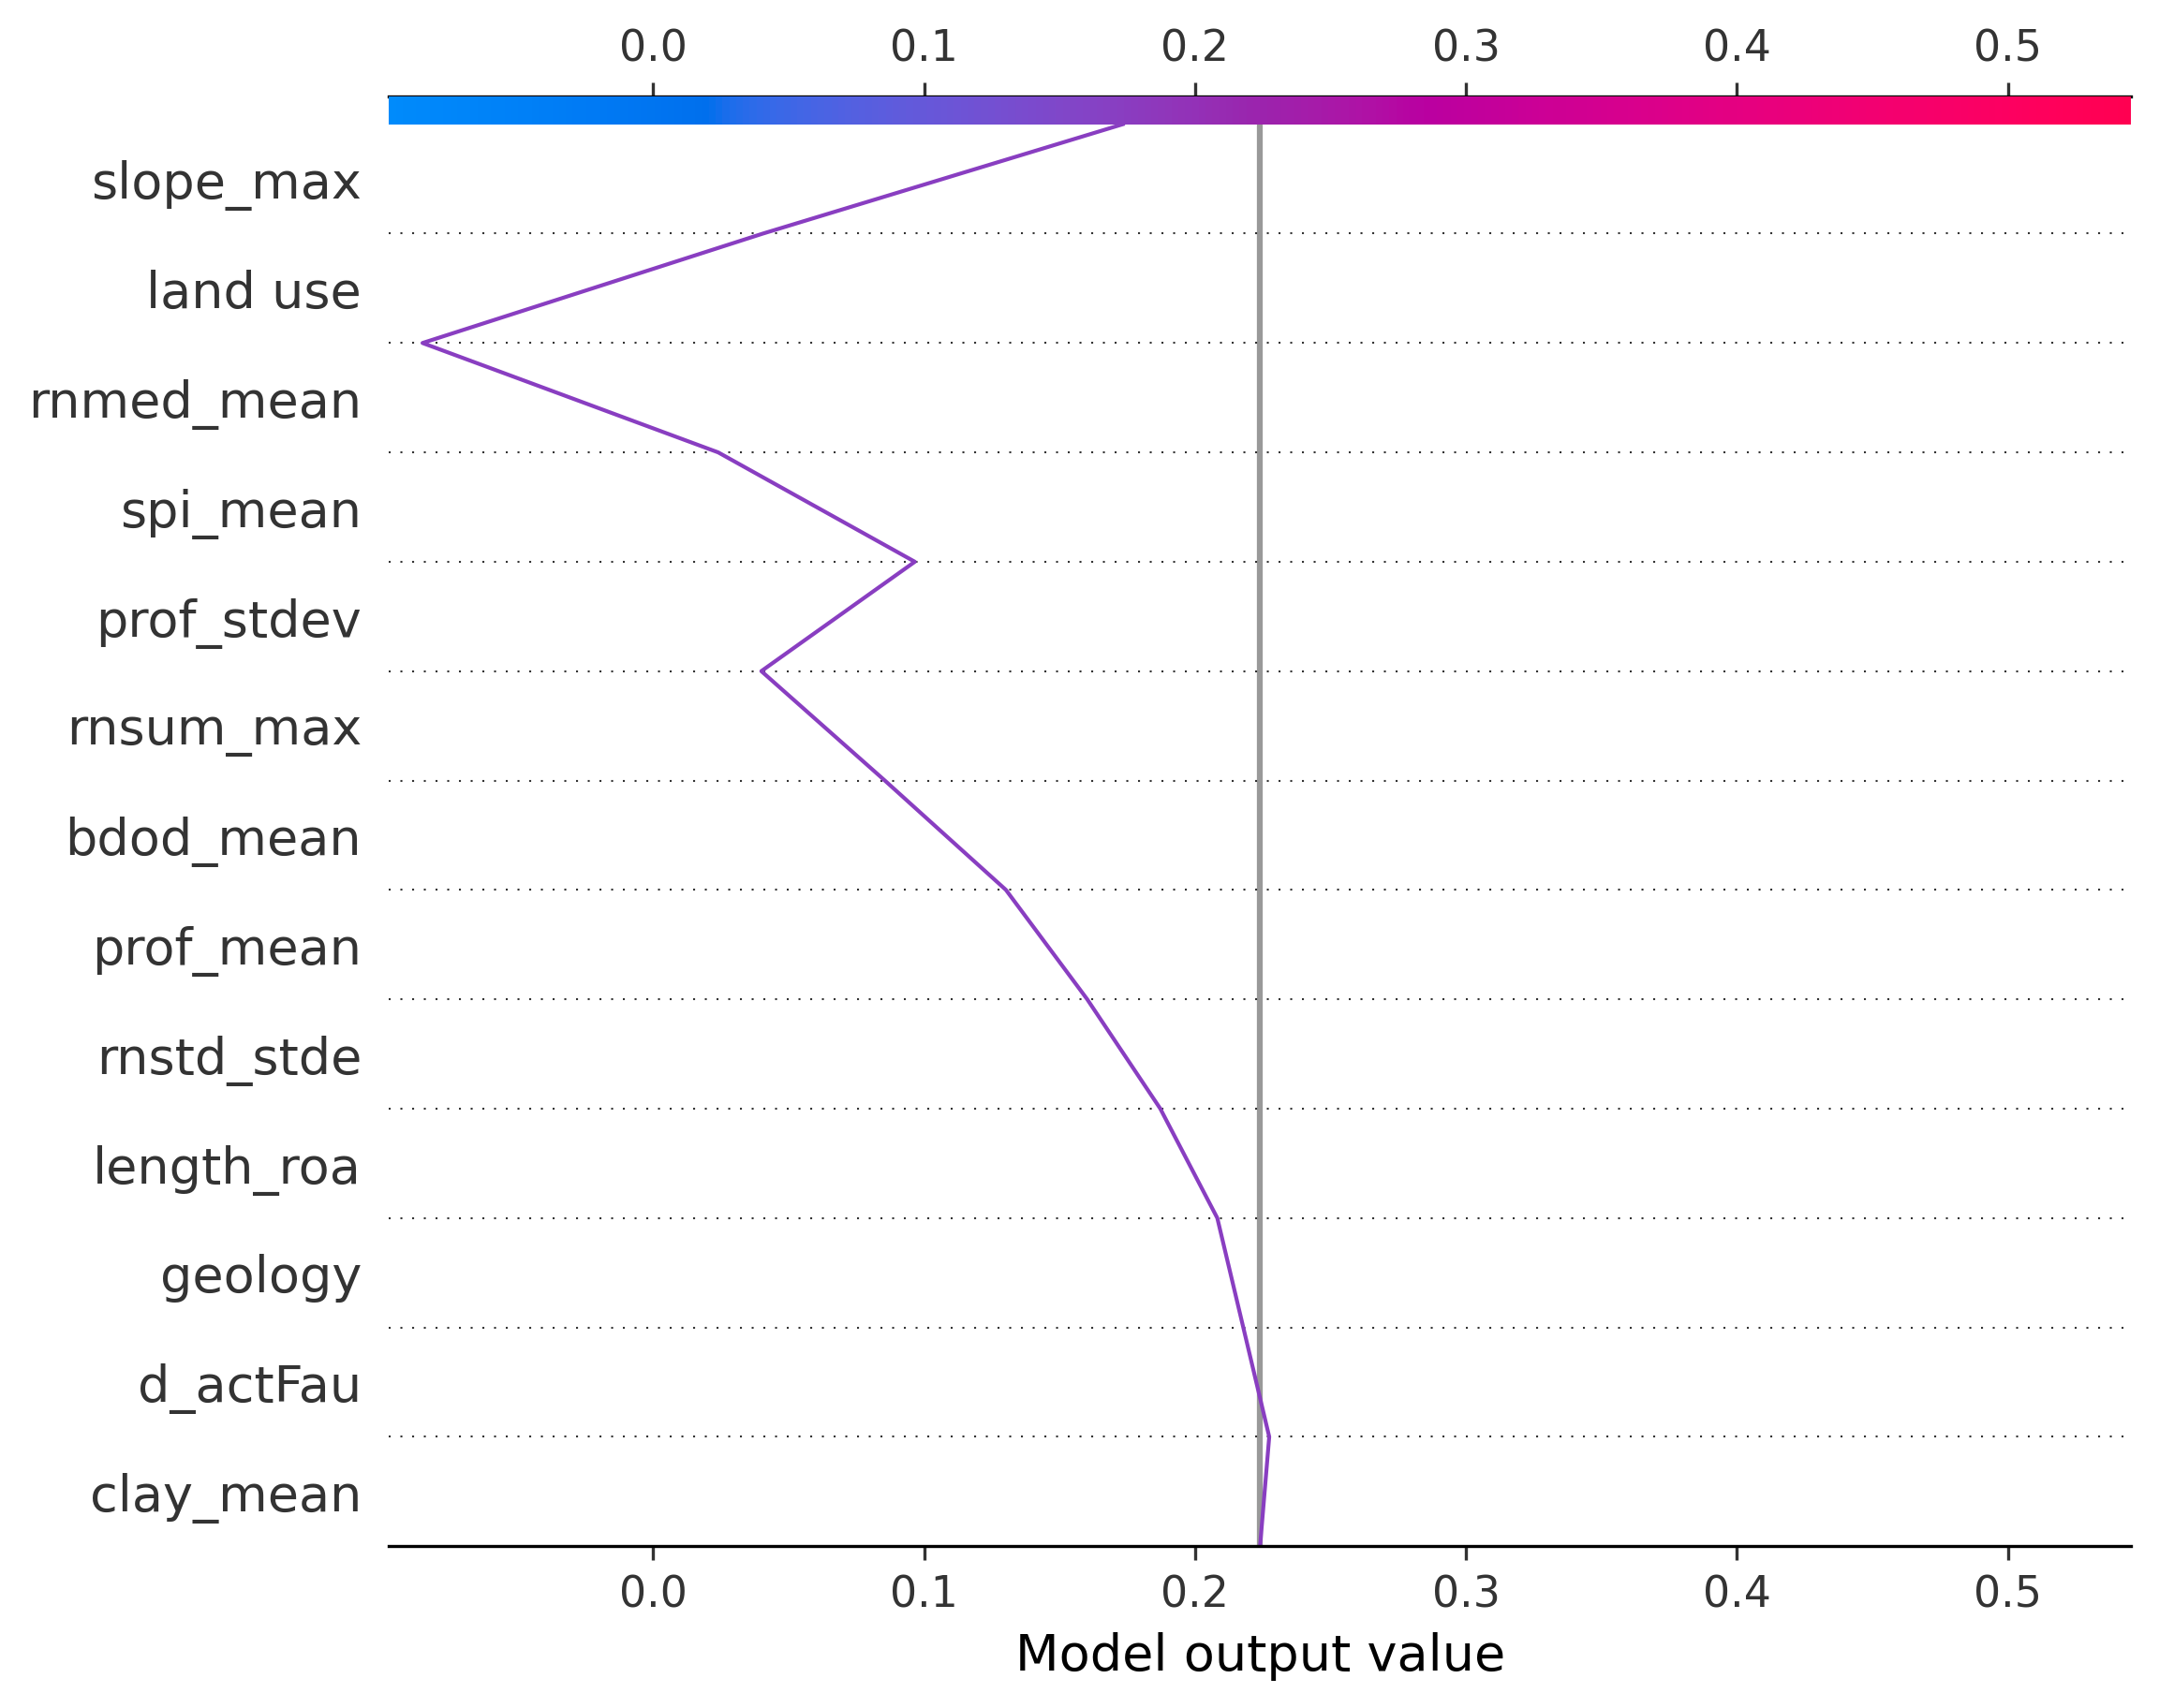 0.0 0.1 0.2 0.3 0.4 0.5
slope_max
land use
rnmed_mean
spi_mean
prof_stdev
rnsum_max
bdod_mean
prof_mean
rnstd_stde
length_roa
geology
d_actFau
clay_mean
0.0 0.1 0.2 0.3 0.4 0.5
Model output value